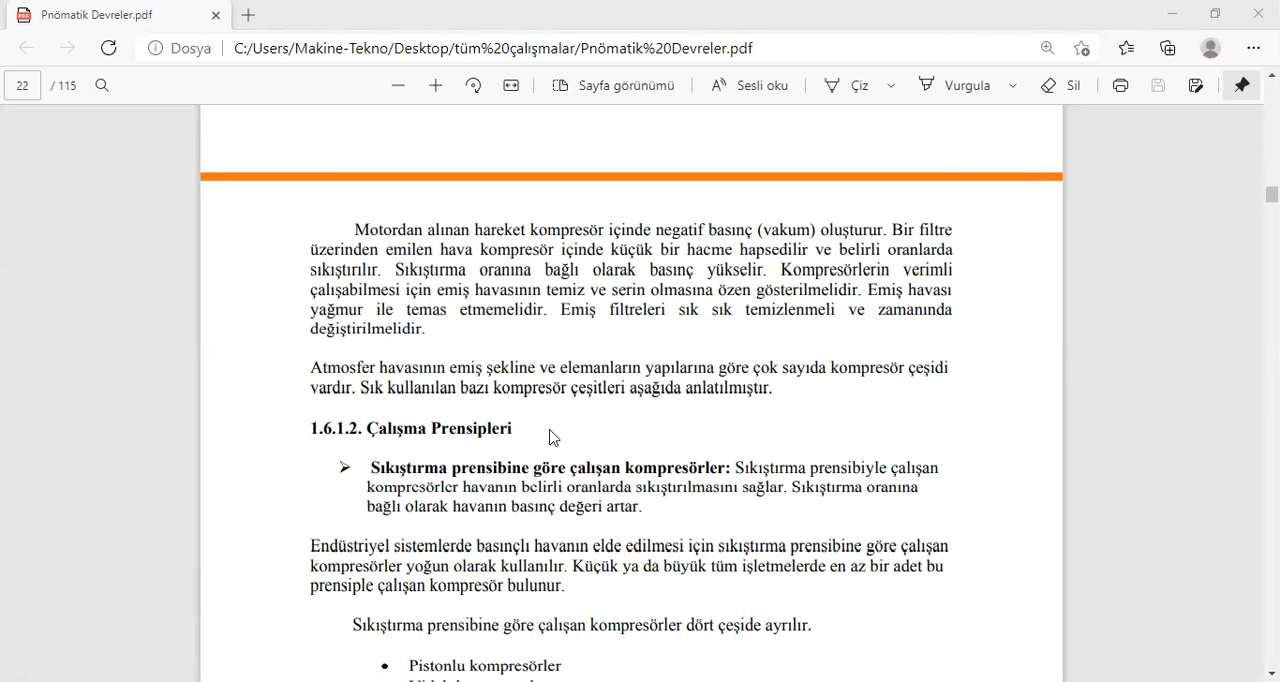 Pnömatik Devreler.pdf
Dosya
C:/Users/Makine-Tekno/Desktop/tüm%20çalışmalar/Pnömatik%20Devreler.pdf
22 / 115
Sayfa görünümü
Sesli oku
Çiz
Vurgula
Sil
Motordan alınan hareket kompresör içinde negatif basınç (vakum) oluşturur. Bir filtre
üzerinden emilen hava kompresör içinde küçük bir hacme hapsedilir ve belirli oranlarda
sıkıştırılır. Sıkıştırma oranına bağlı olarak basınç yükselir. Kompresörlerin verimli
çalışabilmesi için emiş havasının temiz ve serin olmasına özen gösterilmelidir. Emiş havası
yağmur ile temas etmemelidir. Emiş filtreleri sık sık temizlenmeli ve zamanında
değiştirilmelidir.
Atmosfer havasının emiş şekline ve elemanların yapılarına göre çok sayıda kompresör çeşidi
vardır. Sık kullanılan bazı kompresör çeşitleri aşağıda anlatılmıştır.
1.6.1.2. Çalışma Prensipleri
➢ Sıkıştırma prensibine göre çalışan kompresörler: Sıkıştırma prensibiyle çalışan
kompresörler havanın belirli oranlarda sıkıştırılmasını sağlar. Sıkıştırma oranına
bağlı olarak havanın basınç değeri artar.
Endüstriyel sistemlerde basınçlı havanın elde edilmesi için sıkıştırma prensibine göre çalışan
kompresörler yoğun olarak kullanılır. Küçük ya da büyük tüm işletmelerde en az bir adet bu
prensiple çalışan kompresör bulunur.
Sıkıştırma prensibine göre çalışan kompresörler dört çeşide ayrılır.
• Pistonlu kompresörler